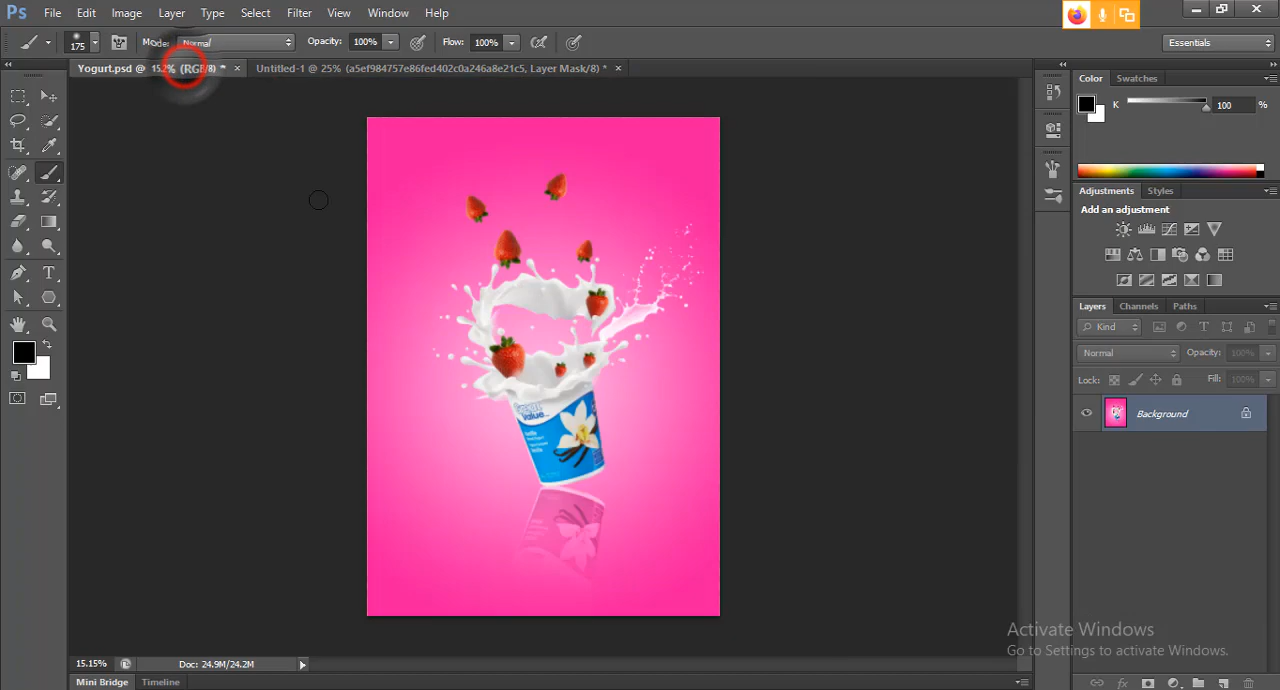 Ps File Edit Image Layer Type Select Filter View Window Help
175 Mode: Normal Opacity: 100% Flow: 100% Essentials
Yogurt.psd @ 15.2% (RGB/8) * × Untitled-1 @ 25% (a5ef984757e86fed402c0a246a8e21c5, Layer Mask/8) * ×
Color Swatches
K 100 %
Adjustments Styles
Add an adjustment
Layers Channels Paths
Kind
Normal Opacity: 100%
Lock: Fill: 100%
Background
Value
Vanilla
Activate Windows
Go to Settings to activate Windows.
15.15% Doc: 24.9M/24.2M
Mini Bridge Timeline